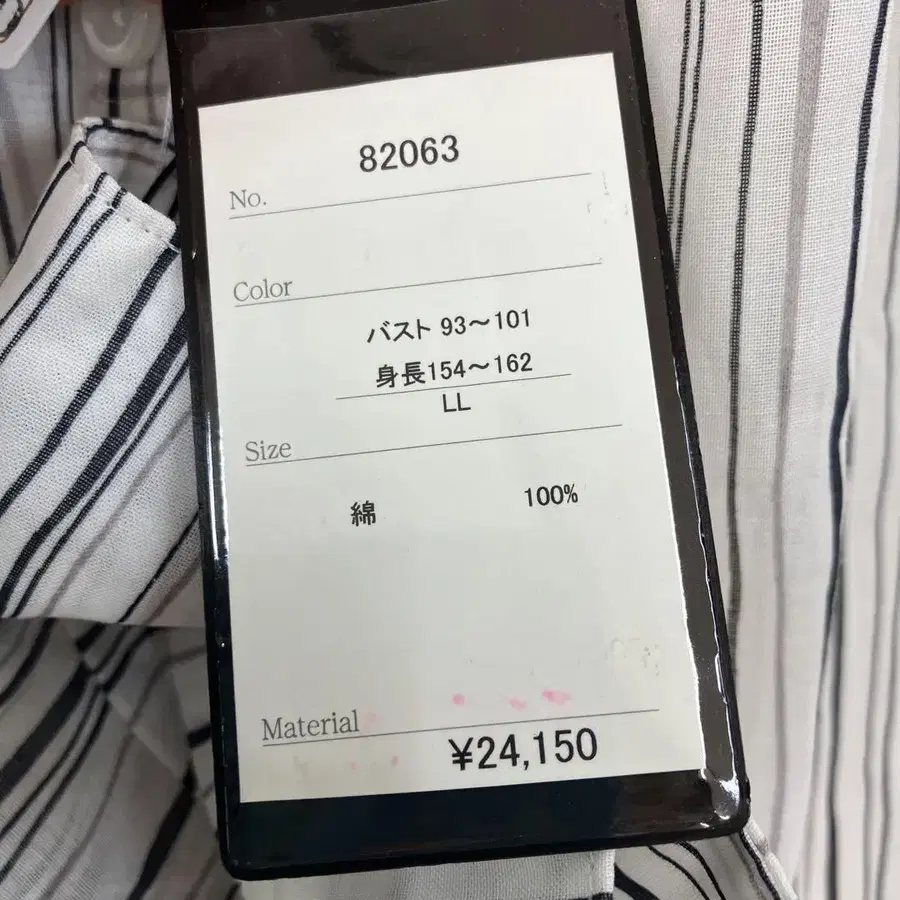 82063
No.
Color
バスト 93～101
身長154～162
LL
Size
綿 100%
Material
¥24,150